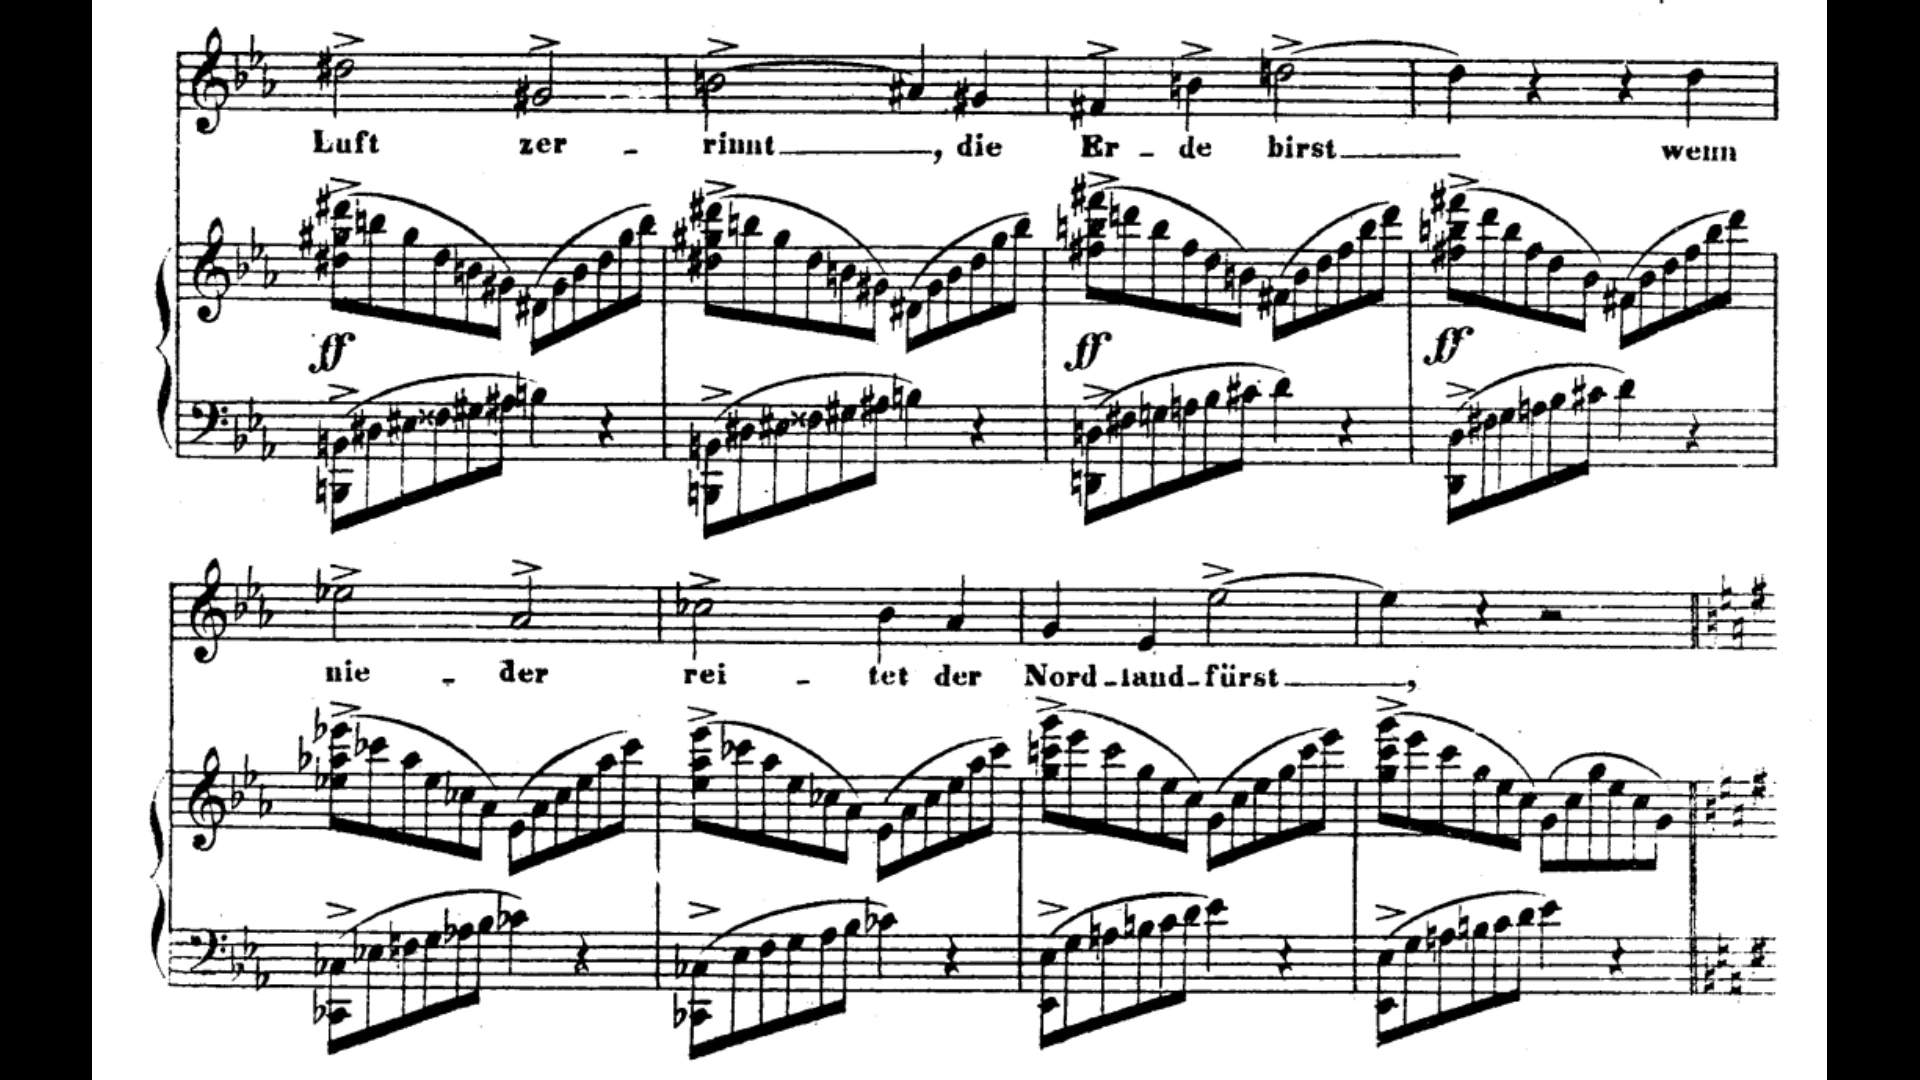 Luft zer - rinnt, die Er - de birst wenn
ff ff ff
nie - der rei - tet der Nord - land - fürst,